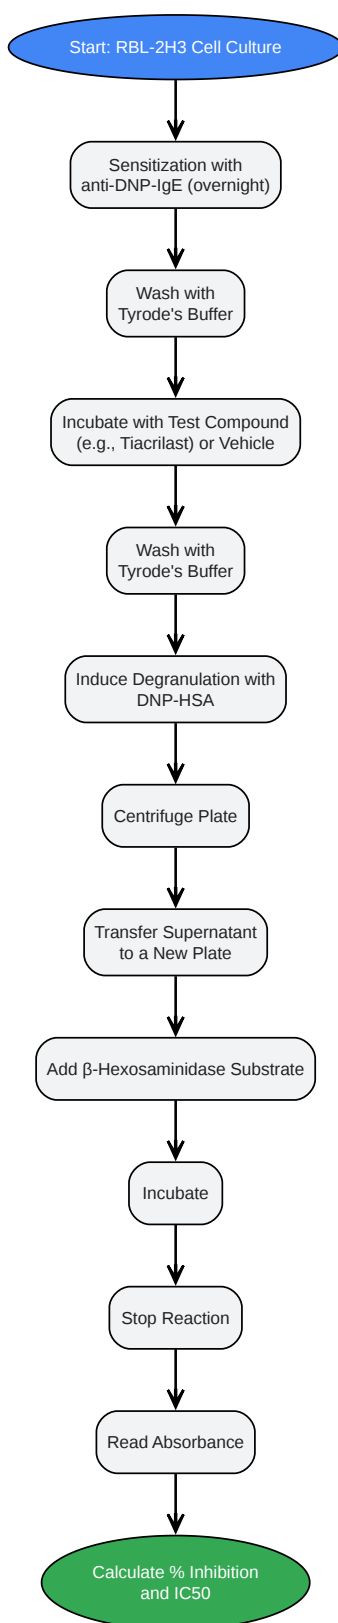 Start: RBL-2H3 Cell Culture
Sensitization with
anti-DNP-IgE (overnight)
Wash with
Tyrode's Buffer
Incubate with Test Compound
(e.g., Tiacrilast) or Vehicle
Wash with
Tyrode's Buffer
Induce Degranulation with
DNP-HSA
Centrifuge Plate
Transfer Supernatant
to a New Plate
Add β-Hexosaminidase Substrate
Incubate
Stop Reaction
Read Absorbance
Calculate % Inhibition
and IC50